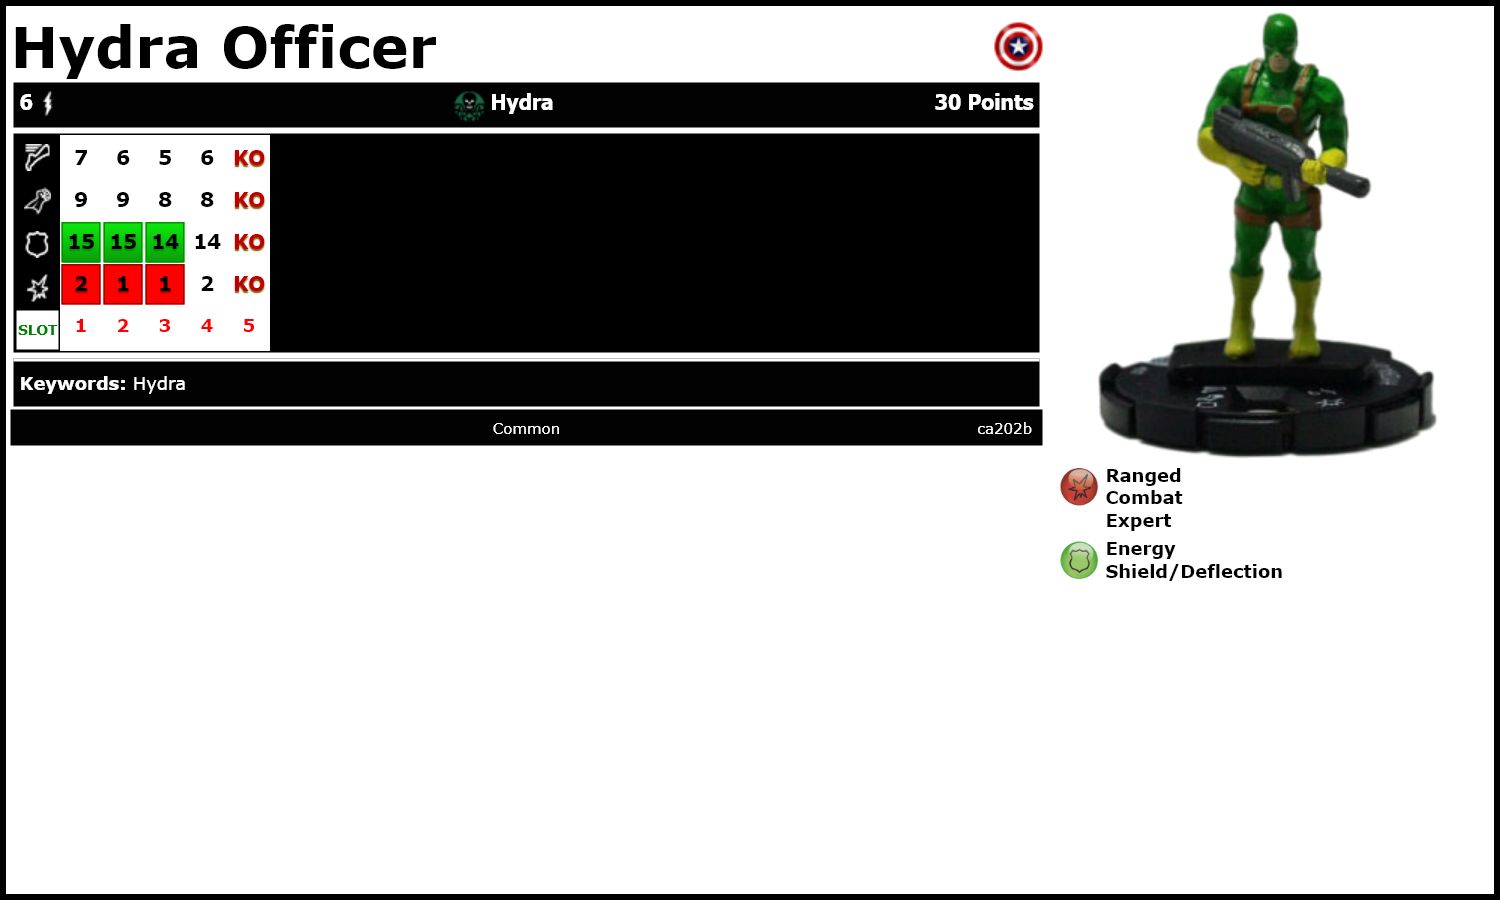 Hydra Officer
6 Hydra 30 Points
7 6 5 6 KO
9 9 8 8 KO
15 15 14 14 KO
2 1 1 2 KO
SLOT 1 2 3 4 5
Keywords: Hydra
Common ca202b
Ranged
Combat
Expert
Energy
Shield/Deflection